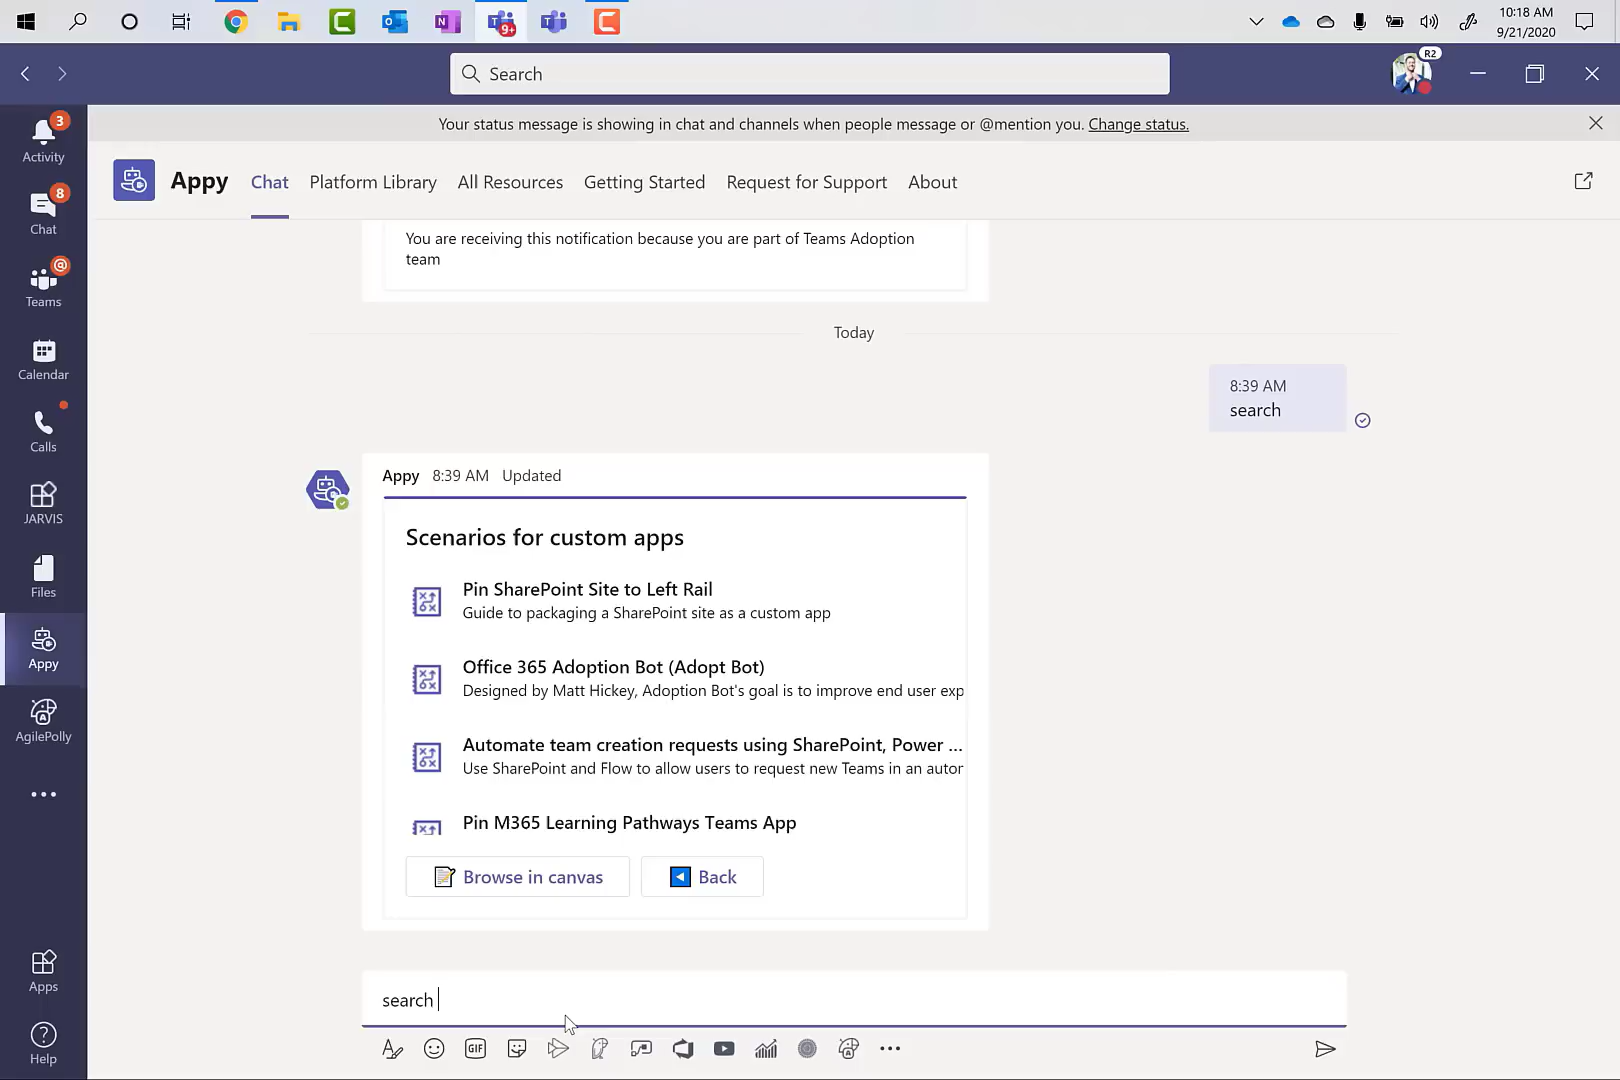 10:18 AM
9+
9/21/2020
Search
R2
Your status message is showing in chat and channels when people message or @mention you. Change status.
3
Activity
8
Chat
@
Teams
Calendar
Calls
JARVIS
Files
Appy
AgilePolly
Apps
Help
Appy
Chat
Platform Library
All Resources
Getting Started
Request for Support
About
You are receiving this notification because you are part of Teams Adoption
team
Today
8:39 AM
search
Appy 8:39 AM Updated
Scenarios for custom apps
Pin SharePoint Site to Left Rail
Guide to packaging a SharePoint site as a custom app
Office 365 Adoption Bot (Adopt Bot)
Designed by Matt Hickey, Adoption Bot's goal is to improve end user exp
Automate team creation requests using SharePoint, Power ...
Use SharePoint and Flow to allow users to request new Teams in an autor
Pin M365 Learning Pathways Teams App
Browse in canvas
Back
search
GIF